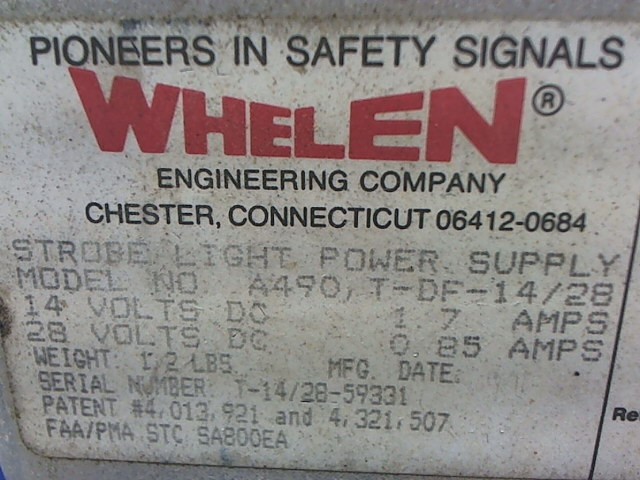 PIONEERS IN SAFETY SIGNALS
WHELEN®
ENGINEERING COMPANY
CHESTER, CONNECTICUT 06412-0684
STROBE LIGHT POWER SUPPLY
MODEL NO A490, T-DF-14/28
14 VOLTS DC 1.7 AMPS
28 VOLTS DC 0.85 AMPS
WEIGHT: 1.2 LBS. MFG. DATE:
SERIAL NUMBER: T-14/28-59331
PATENT #4,013,921 and 4,321,507
FAA/PMA STC SA800EA
Re